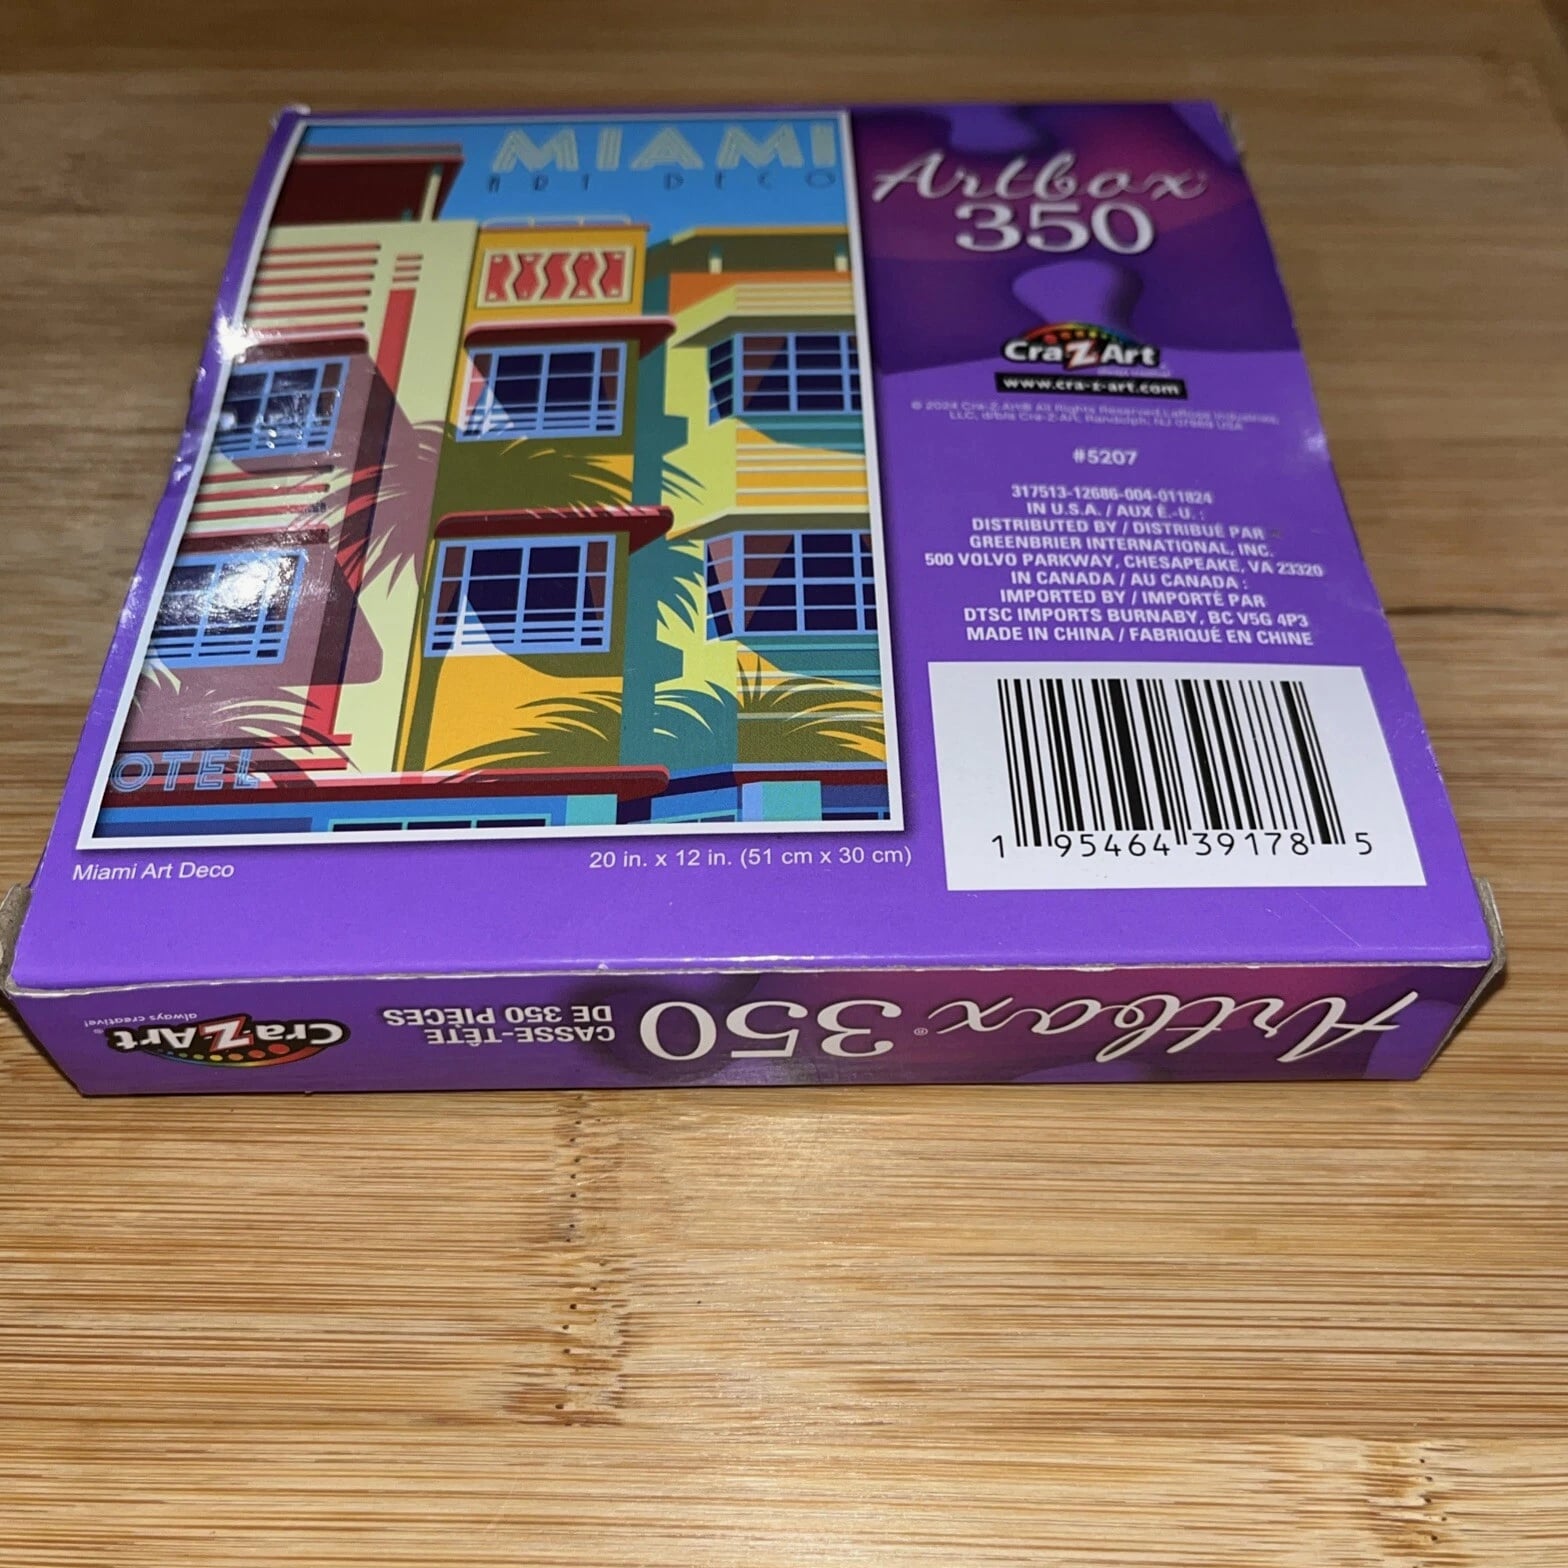 MIAMI
ART DECO
OTEL
Miami Art Deco
20 in. x 12 in. (51 cm x 30 cm)
Artbox
350
Cra Z Art
www.cra-z-art.com
#5207
317513-12686-004-011824
IN U.S.A. / AUX É.-U.:
DISTRIBUTED BY / DISTRIBUÉ PAR
GREENBRIER INTERNATIONAL, INC.
500 VOLVO PARKWAY, CHESAPEAKE, VA 23320
IN CANADA / AU CANADA:
IMPORTED BY / IMPORTÉ PAR
DTSC IMPORTS BURNABY, BC V5G 4P3
MADE IN CHINA / FABRIQUÉ EN CHINE
1 95464 39178 5
Artbox® 350
CASSE-TÊTE
DE 350 PIÈCES
Cra Z Art
always creative!